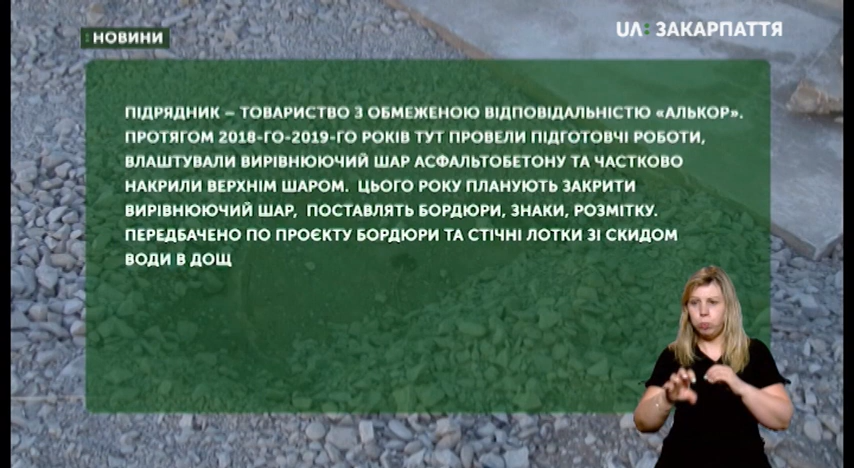 НОВИНИ
UA: ЗАКАРПАТТЯ
ПІДРЯДНИК – ТОВАРИСТВО З ОБМЕЖЕНОЮ ВІДПОВІДАЛЬНІСТЮ «АЛЬКОР».
ПРОТЯГОМ 2018-ГО-2019-ГО РОКІВ ТУТ ПРОВЕЛИ ПІДГОТОВЧІ РОБОТИ,
ВЛАШТУВАЛИ ВИРІВНЮЮЧИЙ ШАР АСФАЛЬТОБЕТОНУ ТА ЧАСТКОВО
НАКРИЛИ ВЕРХНІМ ШАРОМ. ЦЬОГО РОКУ ПЛАНУЮТЬ ЗАКРИТИ
ВИРІВНЮЮЧИЙ ШАР, ПОСТАВЛЯТЬ БОРДЮРИ, ЗНАКИ, РОЗМІТКУ.
ПЕРЕДБАЧЕНО ПО ПРОЄКТУ БОРДЮРИ ТА СТІЧНІ ЛОТКИ ЗІ СКИДОМ
ВОДИ В ДОЩ